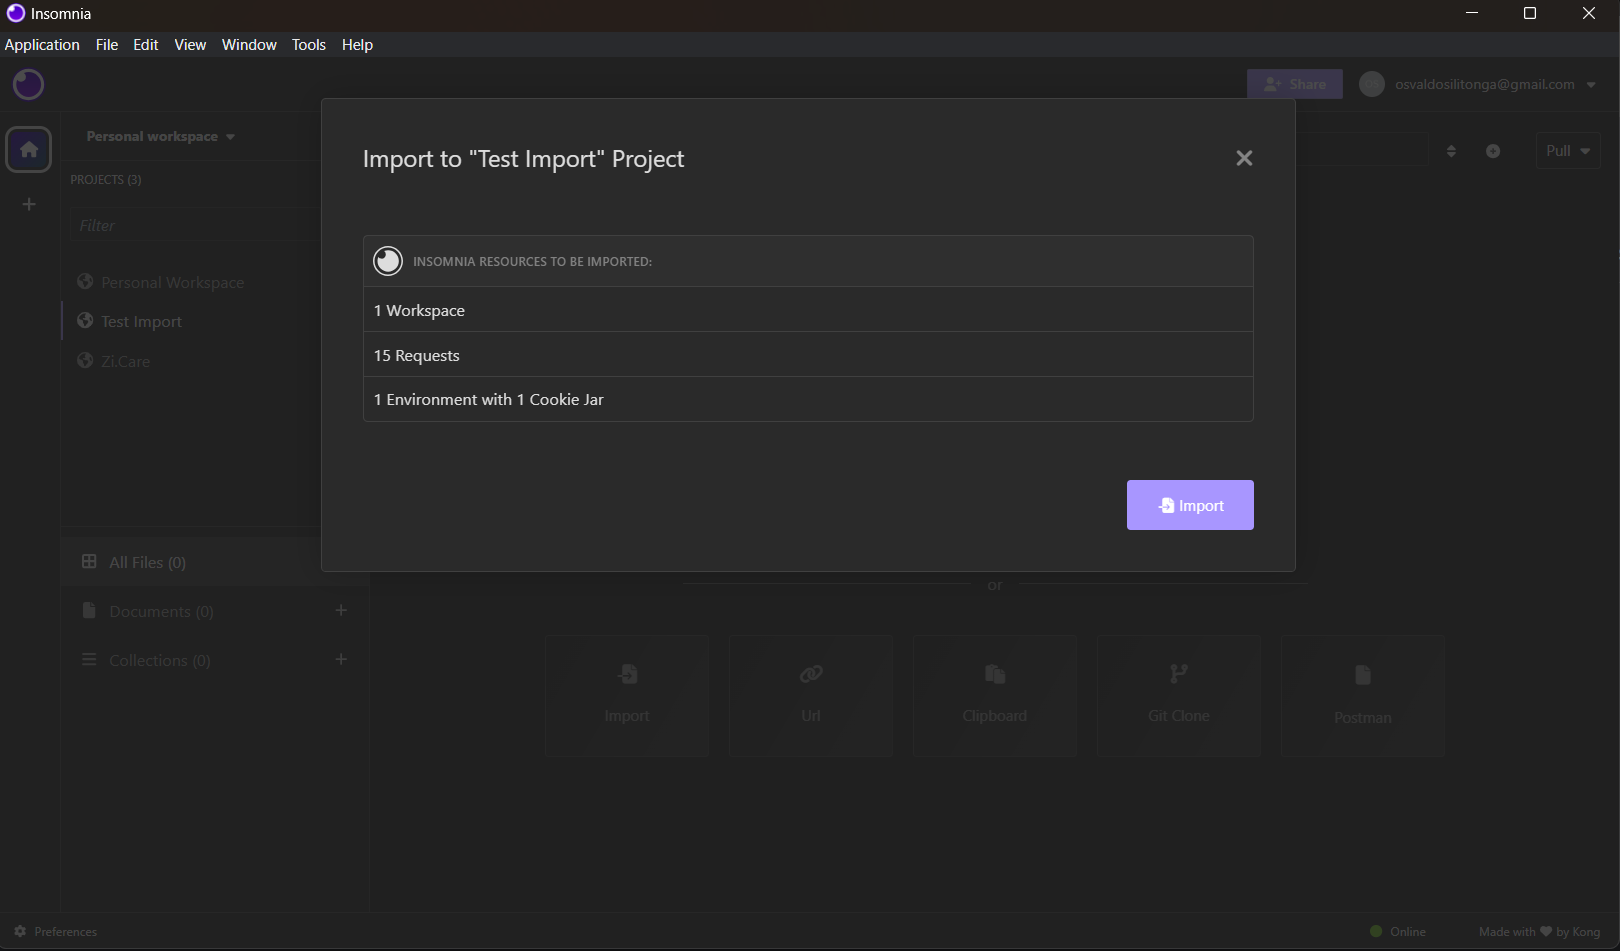 Insomnia
Application File Edit View Window Tools Help
Share
osvaldosilitonga@gmail.com
Personal workspace
Pull
PROJECTS (3)
Filter
Personal Workspace
Test Import
Zi.Care
Import to "Test Import" Project
INSOMNIA RESOURCES TO BE IMPORTED:
1 Workspace
15 Requests
1 Environment with 1 Cookie Jar
Import
All Files (0)
Documents (0)
Collections (0)
or
Import
Url
Clipboard
Git Clone
Postman
Preferences
Online
Made with ❤ by Kong